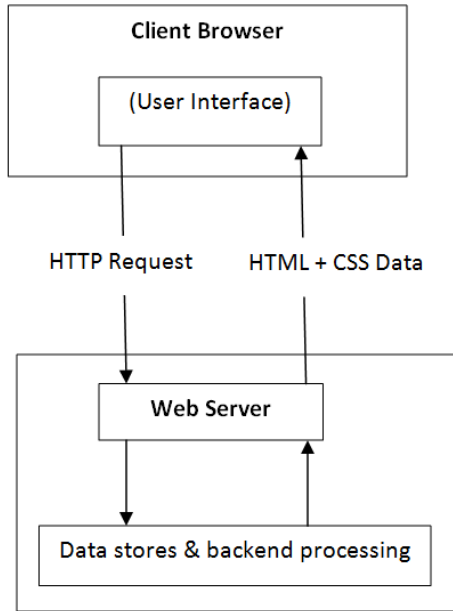 Client Browser
(User Interface)
HTTP Request
HTML + CSS Data
Web Server
Data stores & backend processing